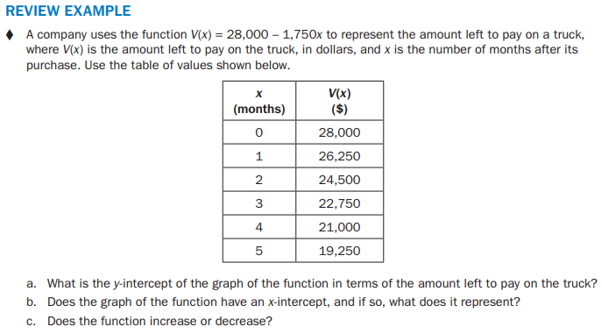 REVIEW EXAMPLE
♦ A company uses the function V(x) = 28,000 – 1,750x to represent the amount left to pay on a truck,
where V(x) is the amount left to pay on the truck, in dollars, and x is the number of months after its
purchase. Use the table of values shown below.
x (months) V(x) ($)
0 28,000
1 26,250
2 24,500
3 22,750
4 21,000
5 19,250
a. What is the y-intercept of the graph of the function in terms of the amount left to pay on the truck?
b. Does the graph of the function have an x-intercept, and if so, what does it represent?
c. Does the function increase or decrease?